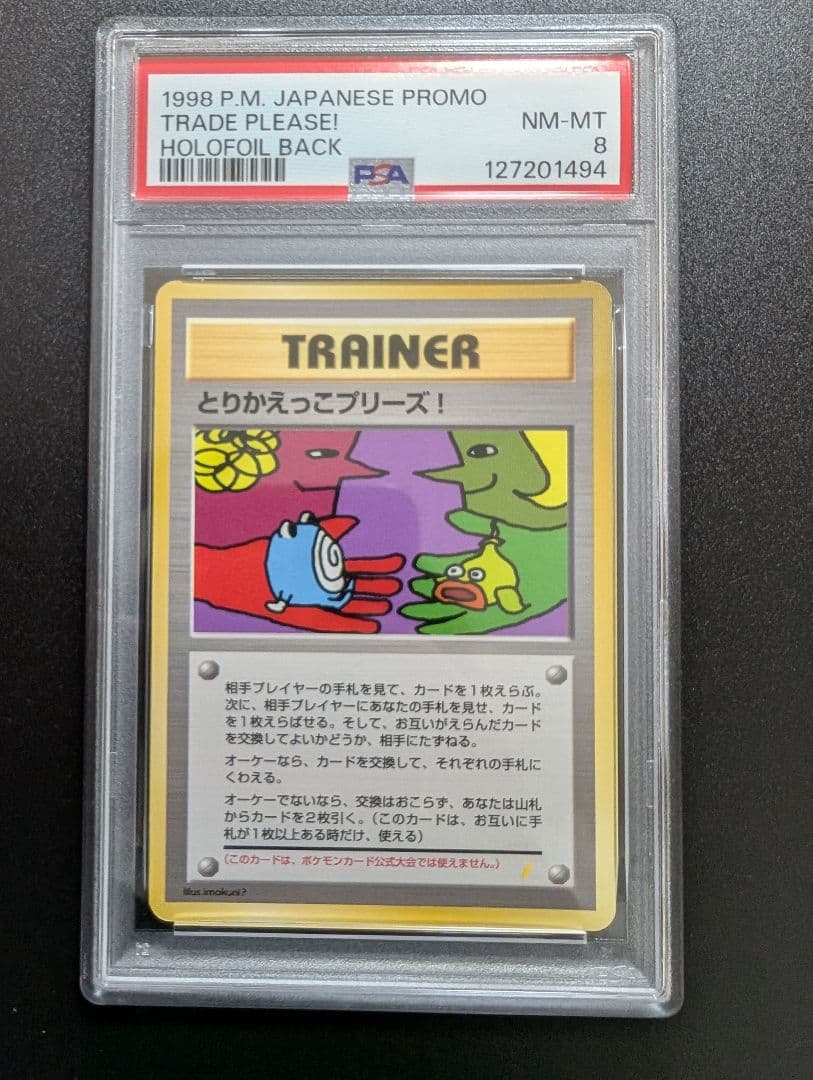 1998 P.M. JAPANESE PROMO
TRADE PLEASE!
NM-MT
HOLOFOIL BACK
8
PSA
127201494
TRAINER
とりかえっこプリーズ！
相手プレイヤーの手札を見て、カードを1枚えらぶ。
次に、相手プレイヤーにあなたの手札を見せ、カード
を1枚えらばせる。そして、お互いがえらんだカード
を交換してよいかどうか、相手にたずねる。
オーケーなら、カードを交換して、それぞれの手札に
くわえる。
オーケーでないなら、交換はおこらず、あなたは山札
からカードを2枚引く。（このカードは、お互いに手
札が1枚以上ある時だけ、使える）
（このカードは、ポケモンカード公式大会では使えません。）
Illus.imakuni?